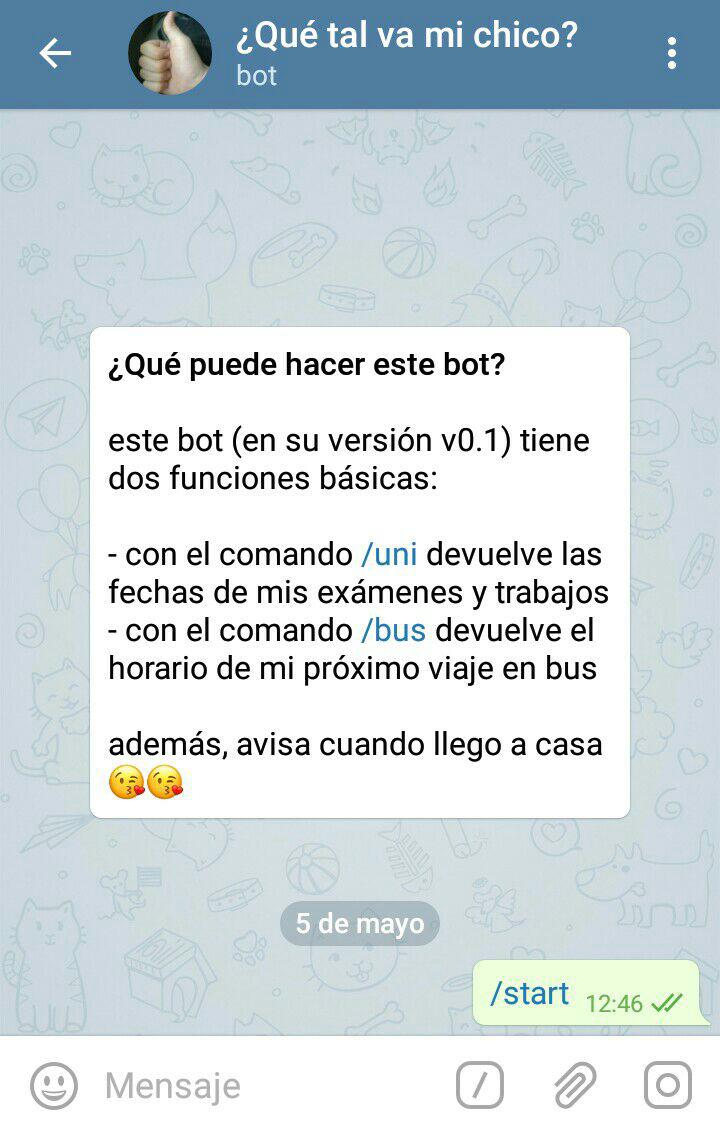 ¿Qué tal va mi chico?
bot
¿Qué puede hacer este bot?
este bot (en su versión v0.1) tiene
dos funciones básicas:
- con el comando /uni devuelve las
fechas de mis exámenes y trabajos
- con el comando /bus devuelve el
horario de mi próximo viaje en bus
además, avisa cuando llego a casa
😘😘
5 de mayo
/start 12:46
Mensaje